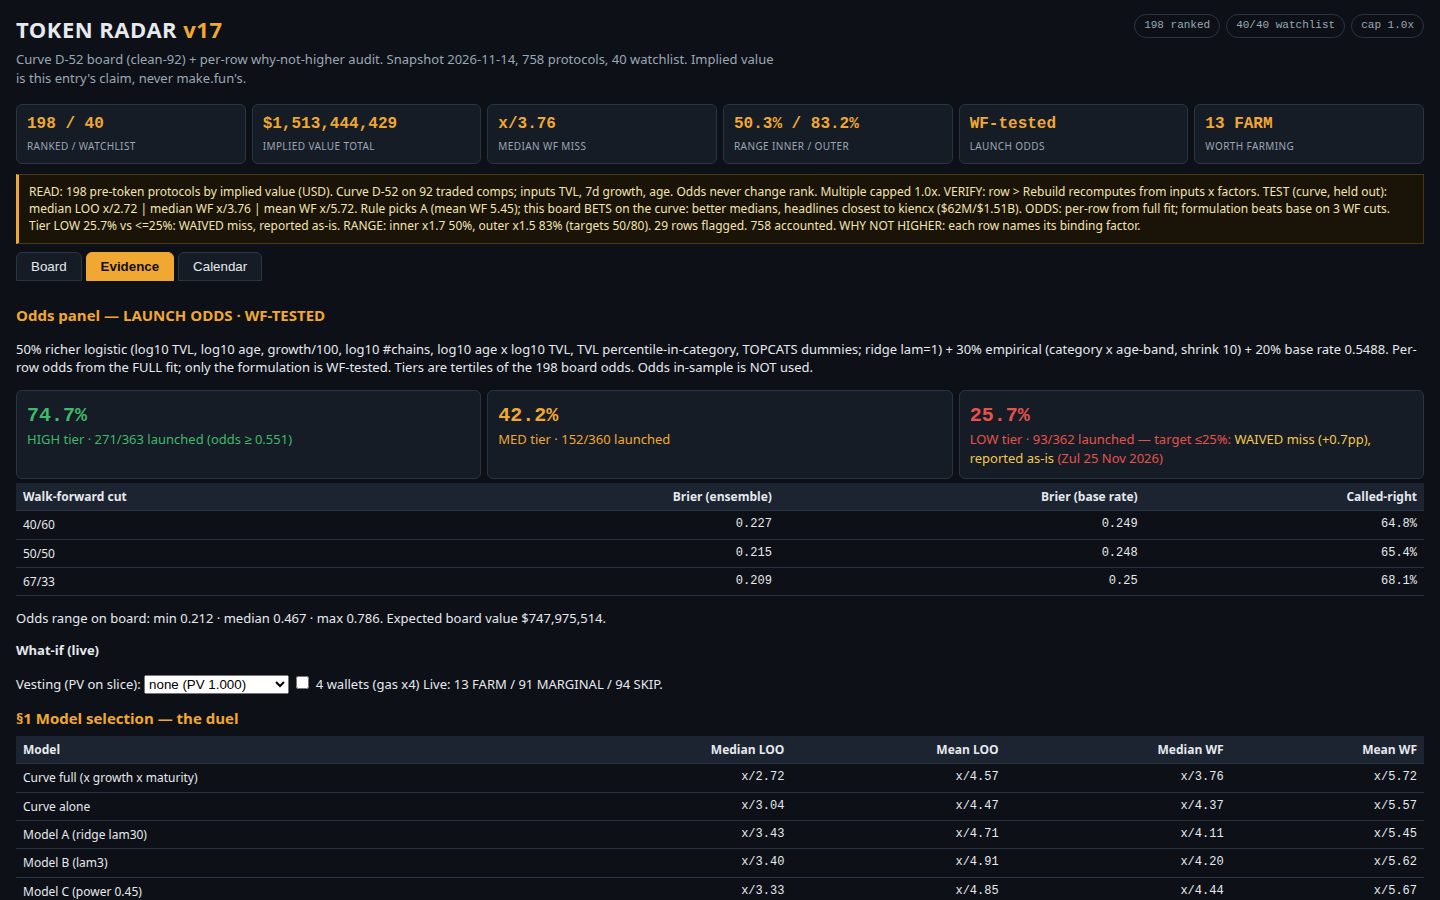 TOKEN RADAR v17
198 ranked
40/40 watchlist
cap 1.0x
Curve D-52 board (clean-92) + per-row why-not-higher audit. Snapshot 2026-11-14, 758 protocols, 40 watchlist. Implied value
is this entry's claim, never make.fun's.
198 / 40
RANKED / WATCHLIST
$1,513,444,429
IMPLIED VALUE TOTAL
x/3.76
MEDIAN WF MISS
50.3% / 83.2%
RANGE INNER / OUTER
WF-tested
LAUNCH ODDS
13 FARM
WORTH FARMING
READ: 198 pre-token protocols by implied value (USD). Curve D-52 on 92 traded comps; inputs TVL, 7d growth, age. Odds never change rank. Multiple capped 1.0x. VERIFY: row > Rebuild recomputes from inputs x factors. TEST (curve, held out):
median LOO x/2.72 | median WF x/3.76 | mean WF x/5.72. Rule picks A (mean WF 5.45); this board BETS on the curve: better medians, headlines closest to kiencx ($62M/$1.51B). ODDS: per-row from full fit; formulation beats base on 3 WF cuts.
Tier LOW 25.7% vs <=25%: WAIVED miss, reported as-is. RANGE: inner x1.7 50%, outer x1.5 83% (targets 50/80). 29 rows flagged. 758 accounted. WHY NOT HIGHER: each row names its binding factor.
Board
Evidence
Calendar
Odds panel — LAUNCH ODDS · WF-TESTED
50% richer logistic (log10 TVL, log10 age, growth/100, log10 #chains, log10 age x log10 TVL, TVL percentile-in-category, TOPCATS dummies; ridge lam=1) + 30% empirical (category x age-band, shrink 10) + 20% base rate 0.5488. Per-
row odds from the FULL fit; only the formulation is WF-tested. Tiers are tertiles of the 198 board odds. Odds in-sample is NOT used.
74.7%
HIGH tier · 271/363 launched (odds ≥ 0.551)
42.2%
MED tier · 152/360 launched
25.7%
LOW tier · 93/362 launched — target ≤25%: WAIVED miss (+0.7pp),
reported as-is (Zul 25 Nov 2026)
Walk-forward cut Brier (ensemble) Brier (base rate) Called-right
40/60 0.227 0.249 64.8%
50/50 0.215 0.248 65.4%
67/33 0.209 0.25 68.1%
Odds range on board: min 0.212 · median 0.467 · max 0.786. Expected board value $747,975,514.
What-if (live)
Vesting (PV on slice): none (PV 1.000) 4 wallets (gas x4) Live: 13 FARM / 91 MARGINAL / 94 SKIP.
§1 Model selection — the duel
Model Median LOO Mean LOO Median WF Mean WF
Curve full (x growth x maturity) x/2.72 x/4.57 x/3.76 x/5.72
Curve alone x/3.04 x/4.47 x/4.37 x/5.57
Model A (ridge lam30) x/3.43 x/4.71 x/4.11 x/5.45
Model B (lam3) x/3.40 x/4.91 x/4.20 x/5.62
Model C (power 0.45) x/3.33 x/4.85 x/4.44 x/5.67